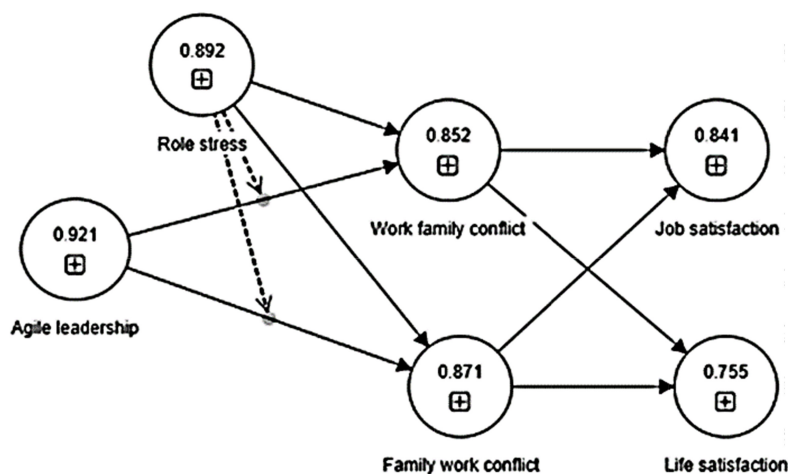 0.892
Role stress
0.852
Work family conflict
0.841
Job satisfaction
0.921
Agile leadership
0.871
Family work conflict
0.755
Life satisfaction